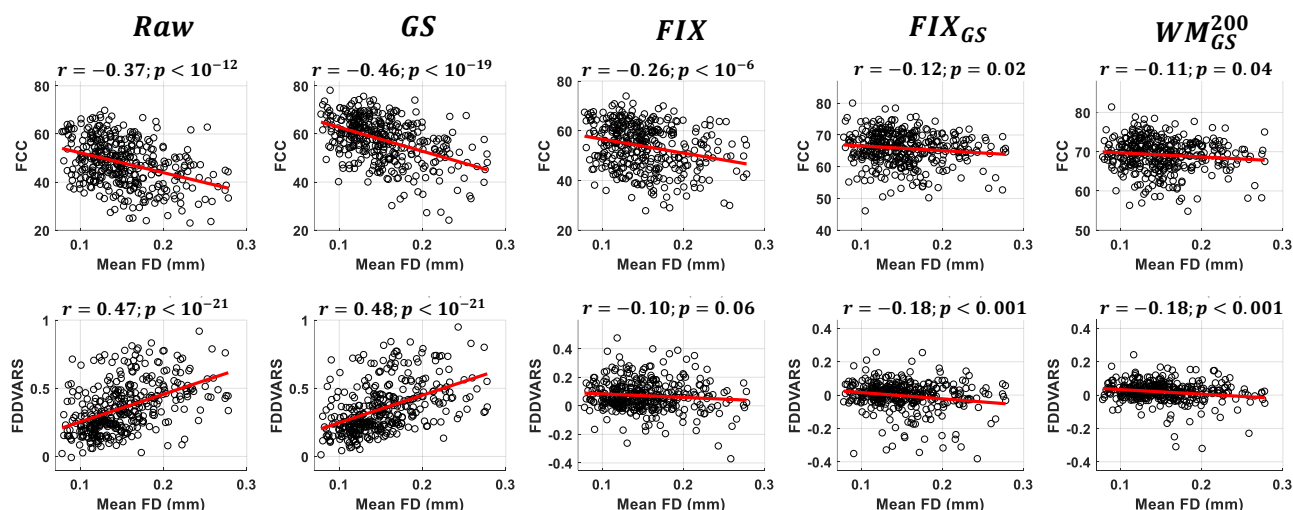 Raw GS FIX FIX_GS WM_GS^200
r = −0.37; p < 10^−12 r = −0.46; p < 10^−19 r = −0.26; p < 10^−6 r = −0.12; p = 0.02 r = −0.11; p = 0.04
FCC
80
60
40
20
0.1 0.2 0.3
Mean FD (mm)
FCC
80
60
40
20
0.1 0.2 0.3
Mean FD (mm)
FCC
80
60
40
20
0.1 0.2 0.3
Mean FD (mm)
FCC
80
70
60
50
40
0.1 0.2 0.3
Mean FD (mm)
FCC
80
70
60
50
0.1 0.2 0.3
Mean FD (mm)
r = 0.47; p < 10^−21 r = 0.48; p < 10^−21 r = −0.10; p = 0.06 r = −0.18; p < 0.001 r = −0.18; p < 0.001
FDDVARS
1
0.5
0
0.1 0.2 0.3
Mean FD (mm)
FDDVARS
1
0.5
0
0.1 0.2 0.3
Mean FD (mm)
FDDVARS
0.4
0.2
0
-0.2
-0.4
0.1 0.2 0.3
Mean FD (mm)
FDDVARS
0.4
0.2
0
-0.2
-0.4
0.1 0.2 0.3
Mean FD (mm)
FDDVARS
0.4
0.2
0
-0.2
-0.4
0.1 0.2 0.3
Mean FD (mm)